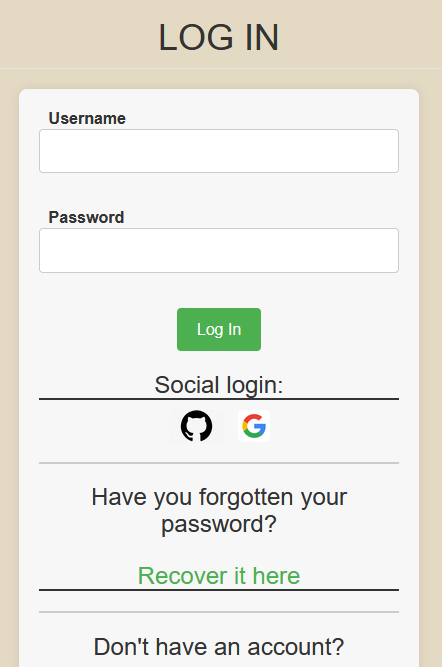 LOG IN
Username
Password
Log In
Social login:
Have you forgotten your
password?
Recover it here
Don't have an account?